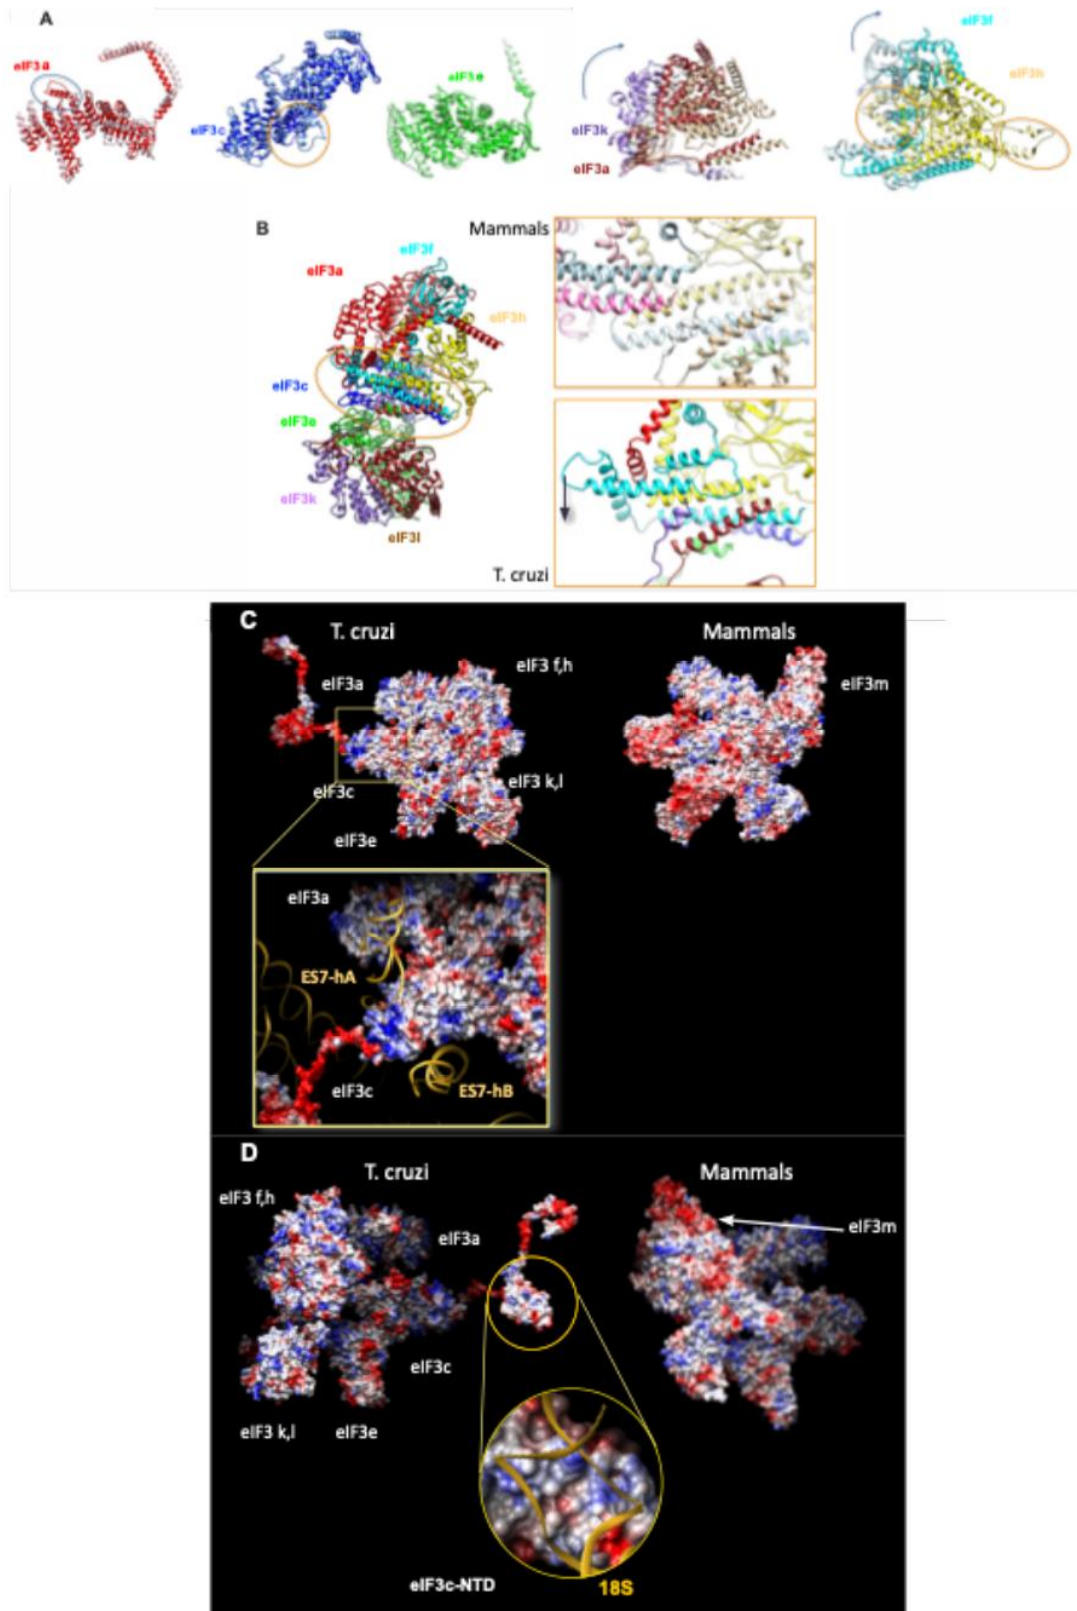 A
eIF3a
eIF3c
eIF3e
eIF3k
eIF3a
eIF3f
eIF3h
B
Mammals
eIF3f
eIF3a
eIF3h
eIF3c
eIF3e
eIF3k
eIF3l
T. cruzi
C
T. cruzi
Mammals
eIF3 f,h
eIF3a
eIF3m
eIF3 k,l
eIF3c
eIF3e
eIF3a
ES7-hA
eIF3c
ES7-hB
D
T. cruzi
Mammals
eIF3 f,h
eIF3a
eIF3m
eIF3c
eIF3 k,l
eIF3e
eIF3c-NTD
18S